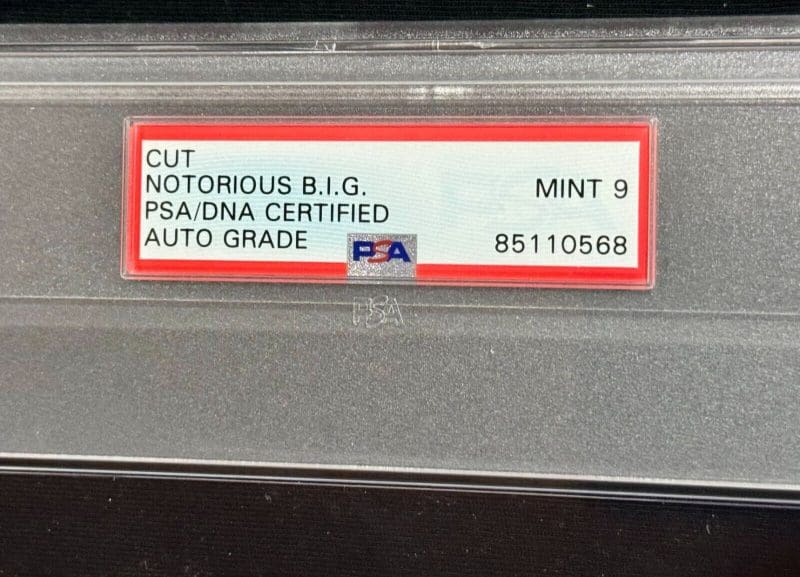 CUT
NOTORIOUS B.I.G.
MINT 9
PSA/DNA CERTIFIED
AUTO GRADE
85110568
PSA
PSA